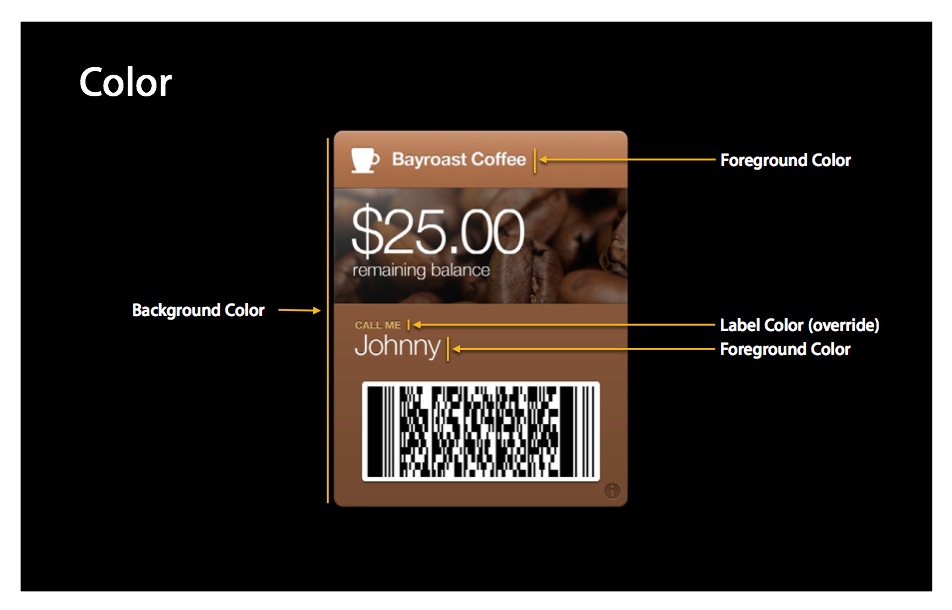 Color
Bayroast Coffee
Foreground Color
$25.00
remaining balance
Background Color
CALL ME
Label Color (override)
Johnny
Foreground Color